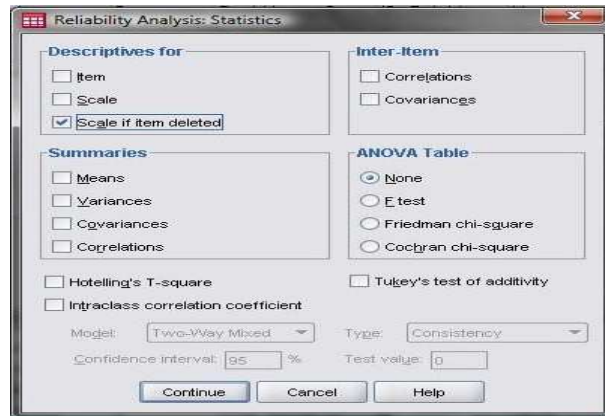 Reliability Analysis: Statistics
Descriptives for
Item
Scale
Scale if item deleted
Inter-Item
Correlations
Covariances
Summaries
Means
Variances
Covariances
Correlations
ANOVA Table
None
F test
Friedman chi-square
Cochran chi-square
Hotelling's T-square
Tukey's test of additivity
Intraclass correlation coefficient
Model: Two-Way Mixed Type: Consistency
Confidence interval: 95 % Test value: 0
Continue Cancel Help